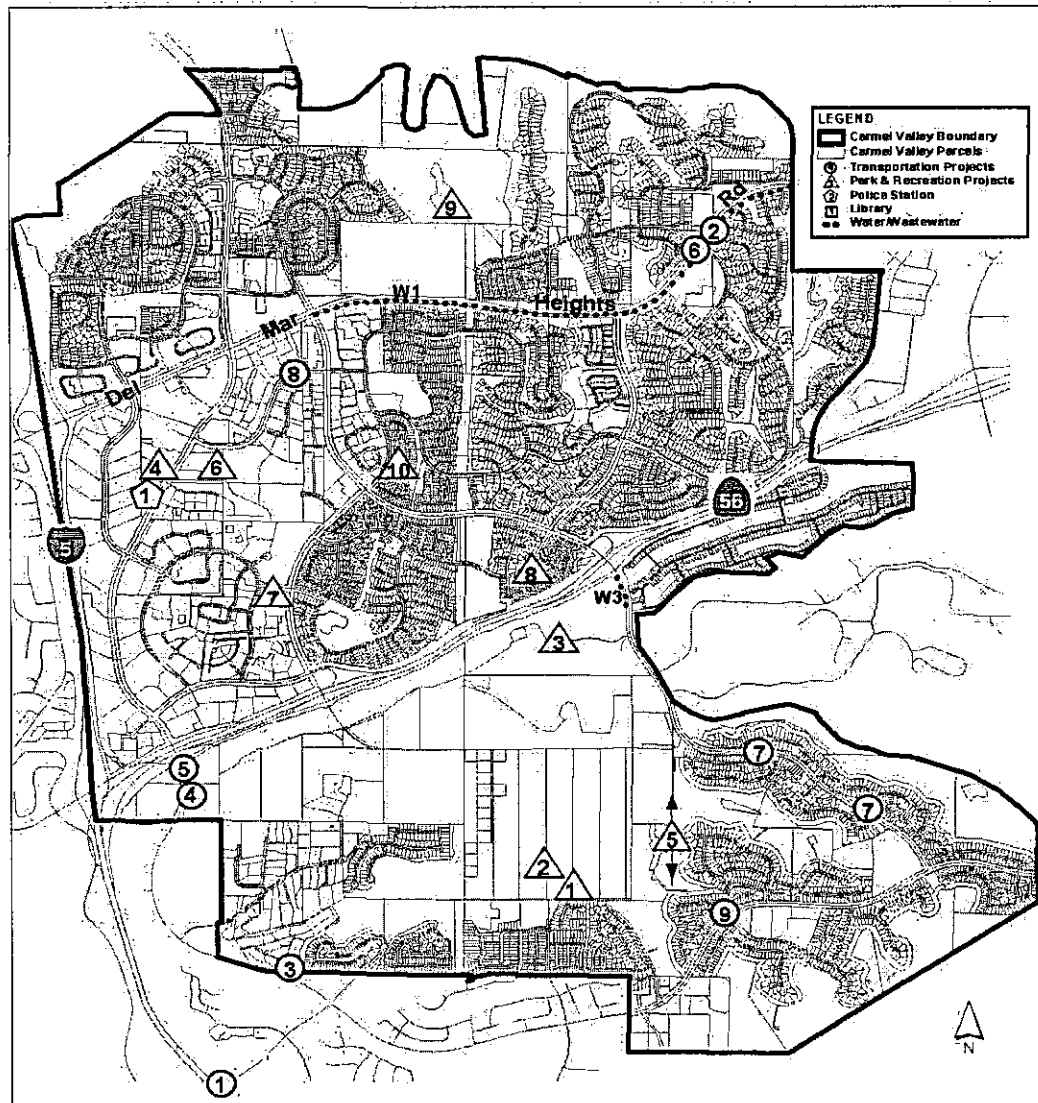 LEGEND
Carmel Valley Boundary
Carmel Valley Parcels
Transportation Projects
Park & Recreation Projects
Police Station
Library
Water/Wastewater
9
Rd
2
6
W1
Heights
Mar
8
Del
4
6
10
1
56
5
8
W3
7
3
5
4
7
7
5
2
1
9
3
N
1